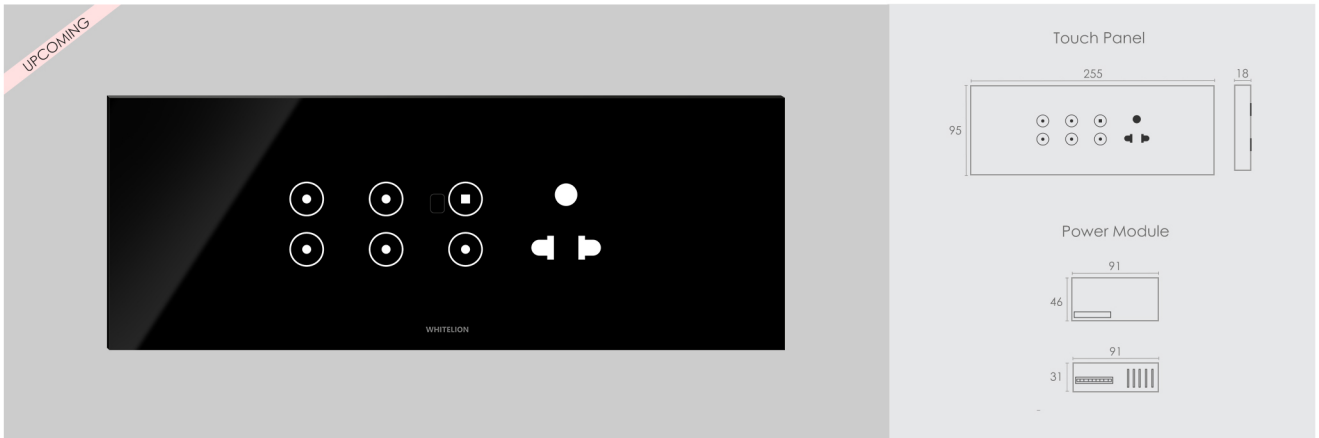 UPCOMING
WHITELION
Touch Panel
255
18
95
Power Module
91
46
91
31